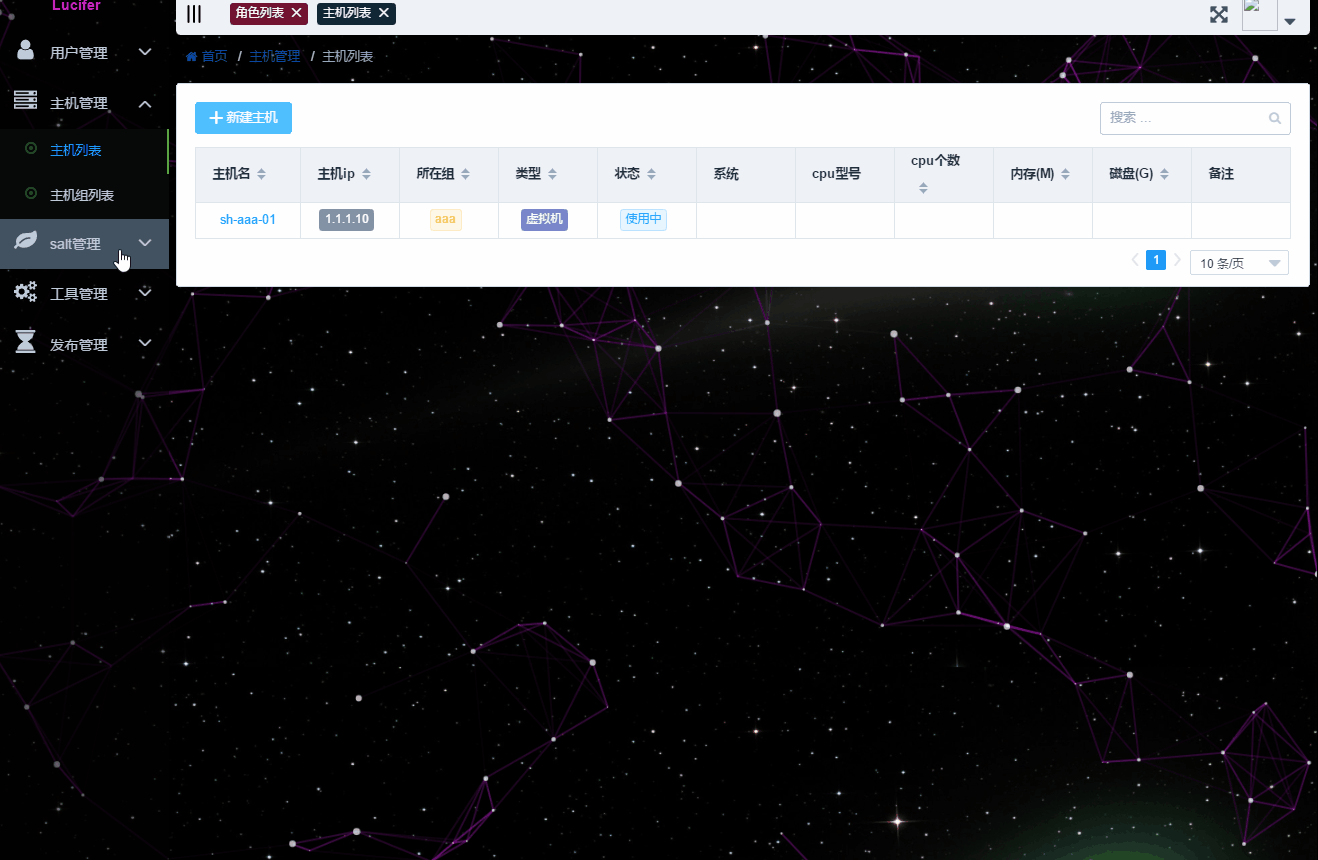 Lucifer
角色列表
主机列表
首页 / 主机管理 / 主机列表
用户管理
主机管理
主机列表
主机组列表
salt管理
工具管理
发布管理
新建主机
搜索 ...
主机名 主机ip 所在组 类型 状态 系统 cpu型号 cpu个数 内存(M) 磁盘(G) 备注
sh-aaa-01 1.1.1.10 aaa 虚拟机 使用中
1 10 条/页